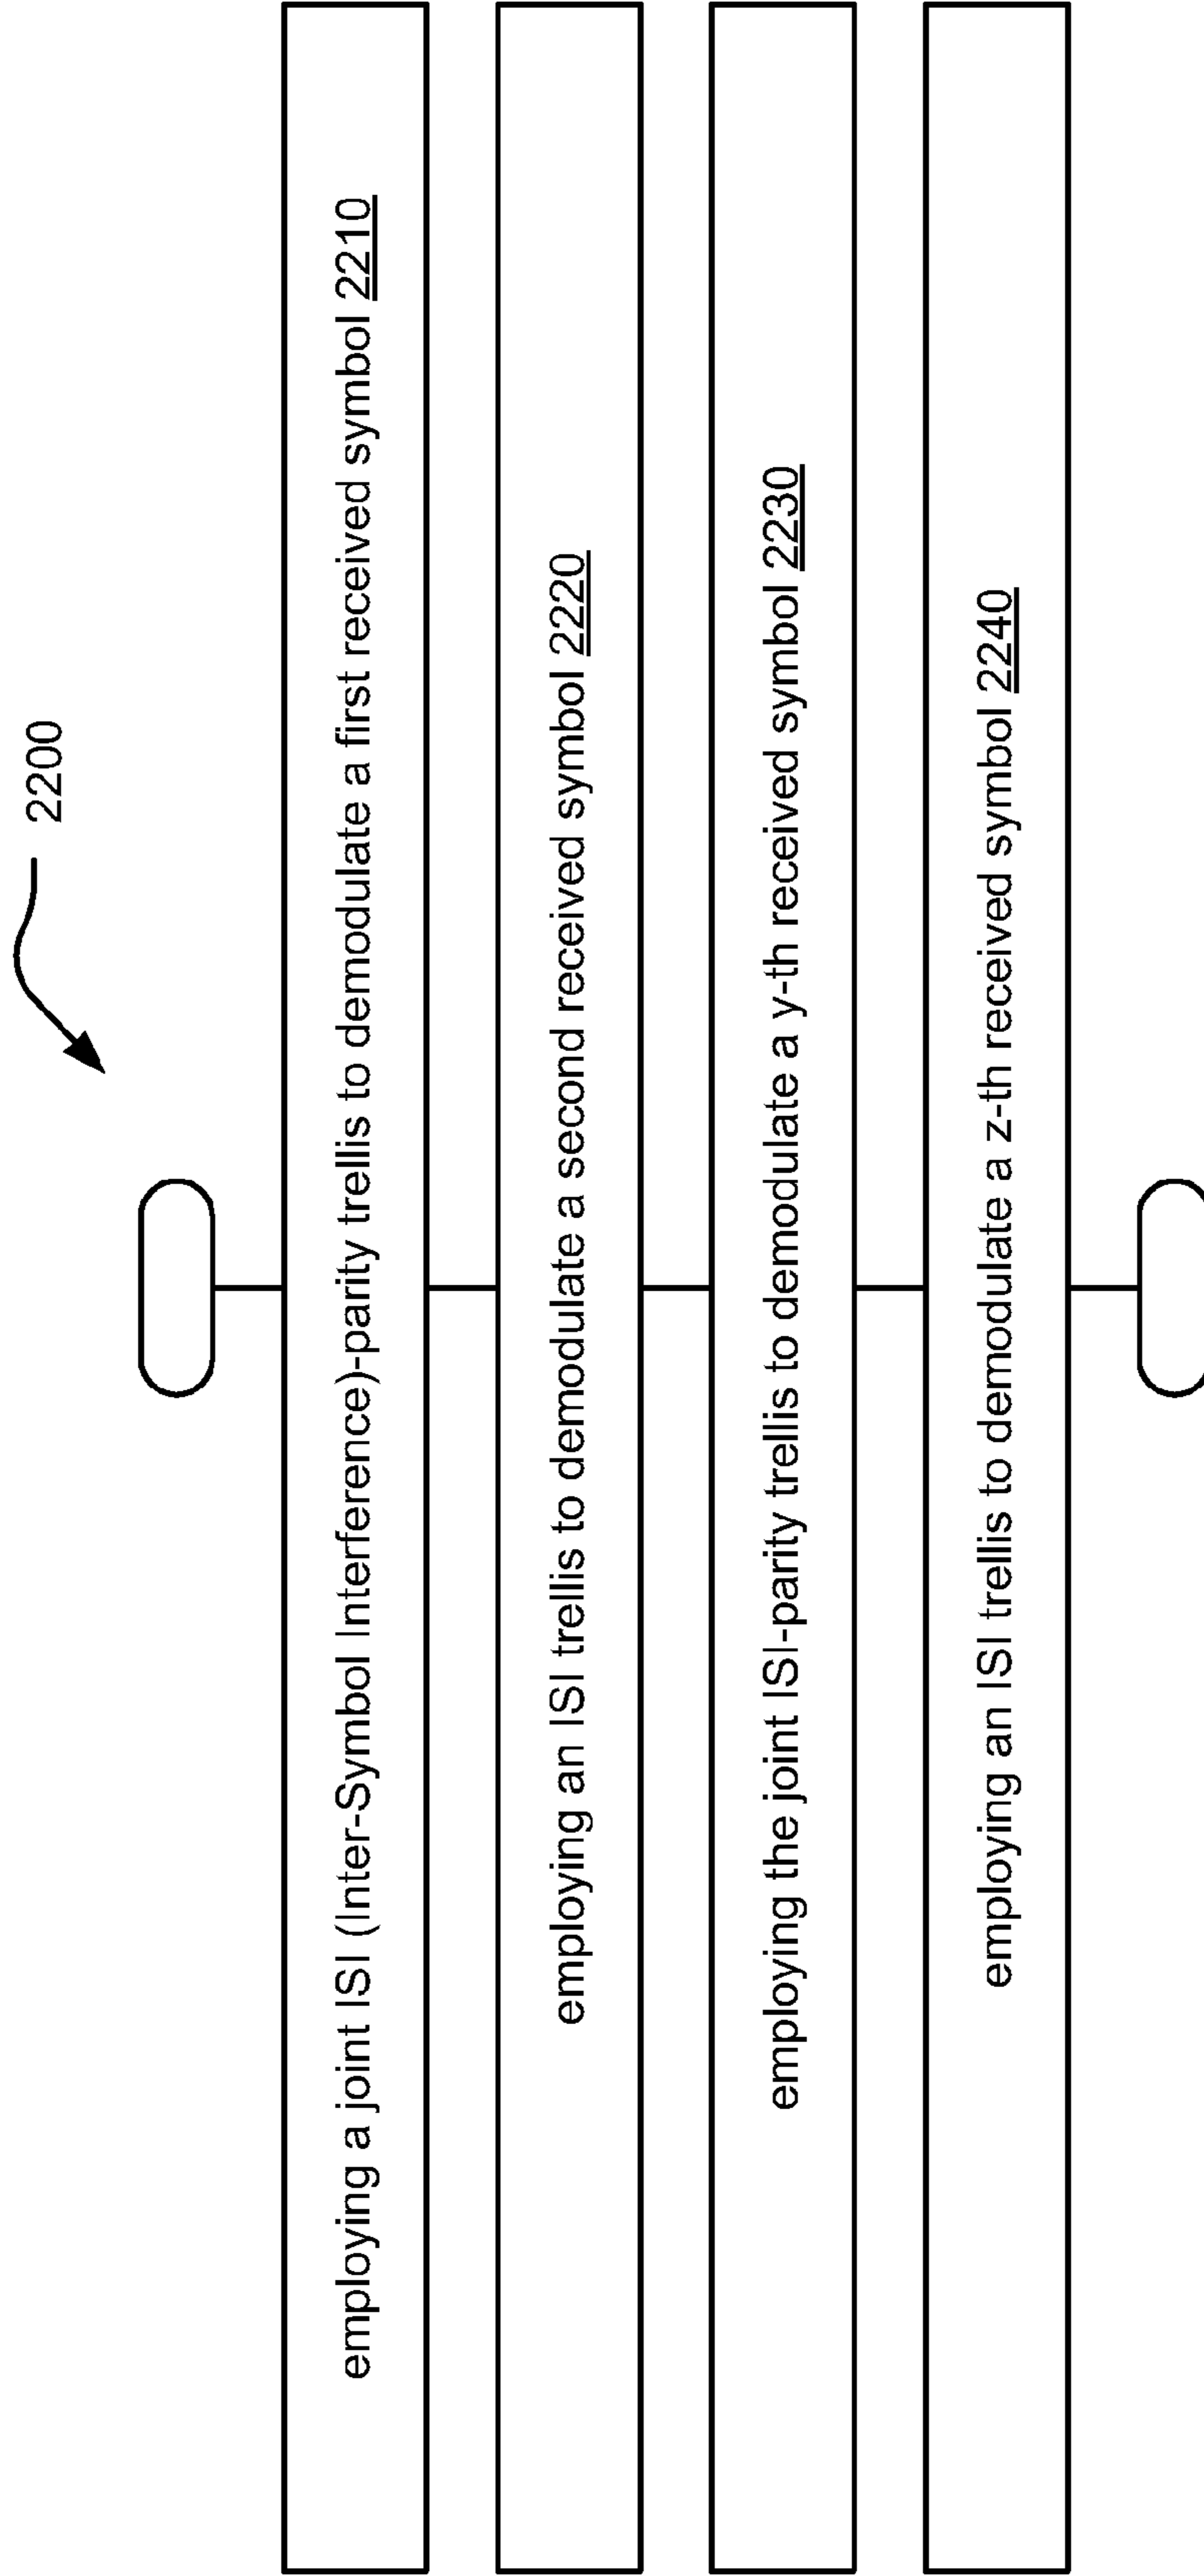 2200
employing a joint ISI (Inter-Symbol Interference)-parity trellis to demodulate a first received symbol 2210
employing an ISI trellis to demodulate a second received symbol 2220
employing the joint ISI-parity trellis to demodulate a y-th received symbol 2230
employing an ISI trellis to demodulate a z-th received symbol 2240